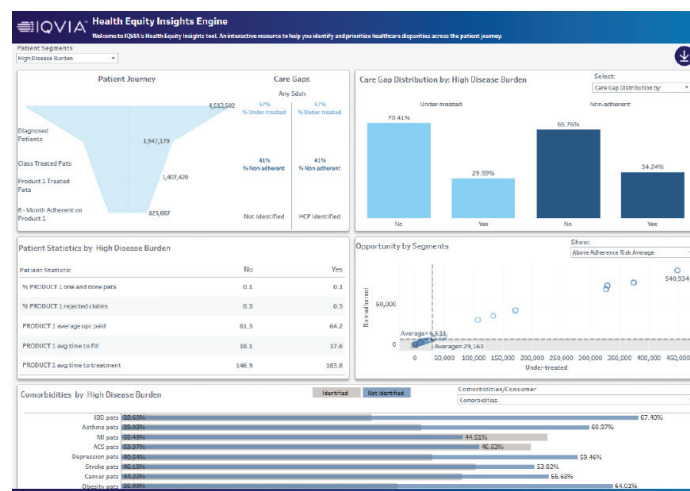 IQVIA Health Equity Insights Engine
Welcome to IQVIA's Health Equity Insights tool. An interactive resource to help you identify and prioritize healthcare disparities across the patient journey.
Patient Segments
High Disease Burden
Patient Journey
Care Gaps
Any Sdoh
4,513,502
57%
% Under-treated
57%
% Under-treated
Diagnosed
Patients
1,947,179
Class Treated Pats
41%
% Non-adherent
41%
% Non-adherent
Product 1 Treated
Pats
1,407,420
6 - Month Adherent on
Product 1
825,667
Not Identified
HCP Identified
Care Gap Distribution by: High Disease Burden
Select:
Care Gap Distribution by:
Under-treated
Non-adherent
70.41%
29.59%
65.76%
34.24%
No
Yes
No
Yes
Patient Statistics by High Disease Burden
Patient Statistic
No
Yes
% PRODUCT 1 one and done pats
0.1
0.1
% PRODUCT 1 rejected claims
0.3
0.3
PRODUCT 1 average opc paid
81.3
64.2
PRODUCT 1 avg time to fill
18.1
17.6
PRODUCT 1 avg time to treatment
146.9
183.8
Opportunity by Segments
Show:
Above Adherence Risk Average
540,934
Non-adherent
50,000
0
Average=
Average= 29,163
0
50,000
100,000
150,000
200,000
250,000
300,000
350,000
400,000
450,000
Under-treated
Comorbidities by High Disease Burden
Identified
Not Identified
Comorbidities/Consumer
Comorbidities
IBD pats
67.40%
Asthma pats
60.97%
MI pats
44.51%
ACS pats
46.63%
Depression pats
59.46%
Stroke pats
53.82%
Cancer pats
Obesity pats
64.02%